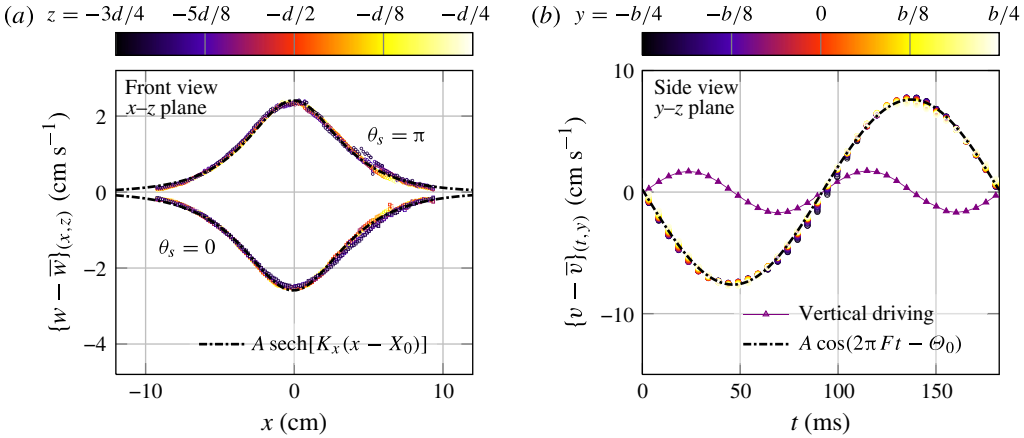 (a) z = −3d/4 −5d/8 −d/2 −d/8 −d/4
Front view
x–z plane
θs = π
θs = 0
A sech[Kx(x − X0)]
{w − w̅}(x,z) (cm s−1)
2
0
−2
−4
−10 0 10
x (cm)
(b) y = −b/4 −b/8 0 b/8 b/4
Side view
y–z plane
Vertical driving
A cos(2π Ft − Θ0)
{v − v̅}(t,y) (cm s−1)
10
0
−10
0 50 100 150
t (ms)